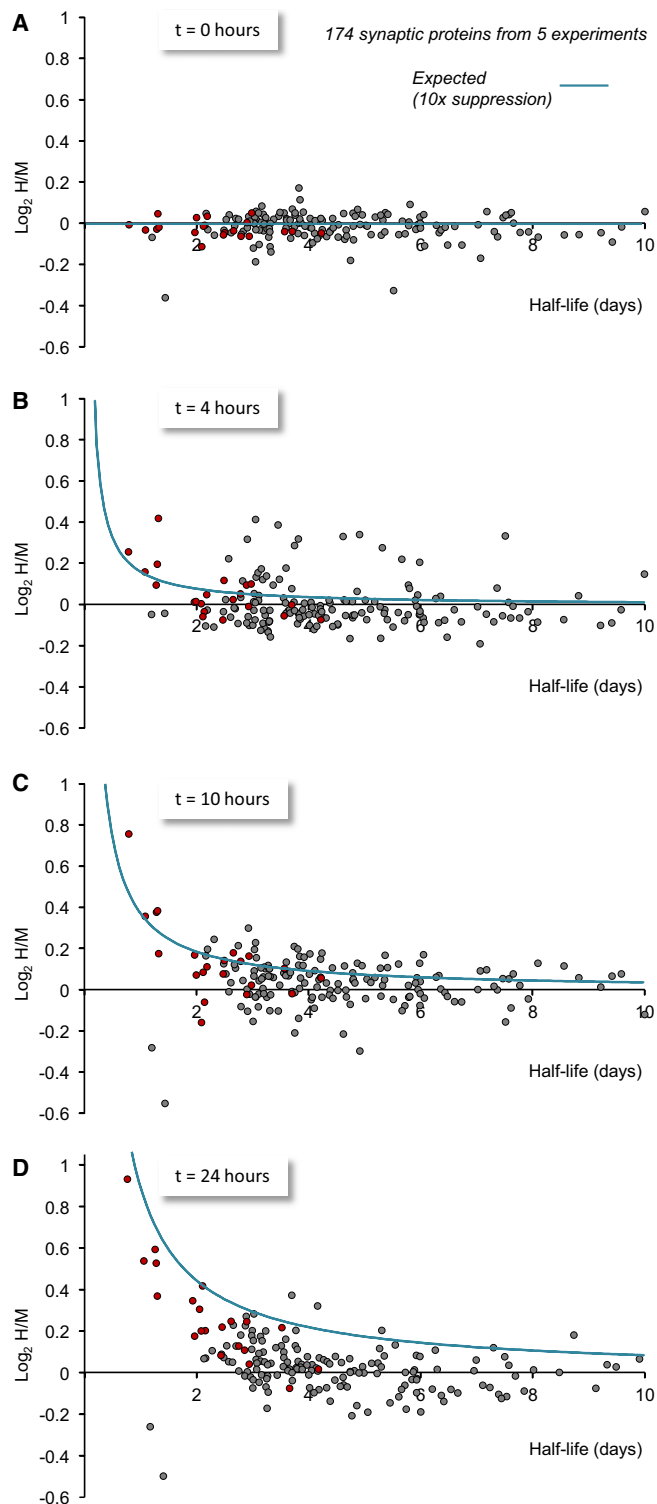 A
t = 0 hours
174 synaptic proteins from 5 experiments
Expected
(10x suppression)
1
0.8
0.6
0.4
0.2
0
-0.2
-0.4
-0.6
Log2 H/M
2
4
6
8
10
Half-life (days)
B
t = 4 hours
1
0.8
0.6
0.4
0.2
0
-0.2
-0.4
-0.6
Log2 H/M
2
4
6
8
10
Half-life (days)
C
t = 10 hours
1
0.8
0.6
0.4
0.2
0
-0.2
-0.4
-0.6
Log2 H/M
2
4
6
8
10
Half-life (days)
D
t = 24 hours
1
0.8
0.6
0.4
0.2
0
-0.2
-0.4
-0.6
Log2 H/M
2
4
6
8
10
Half-life (days)